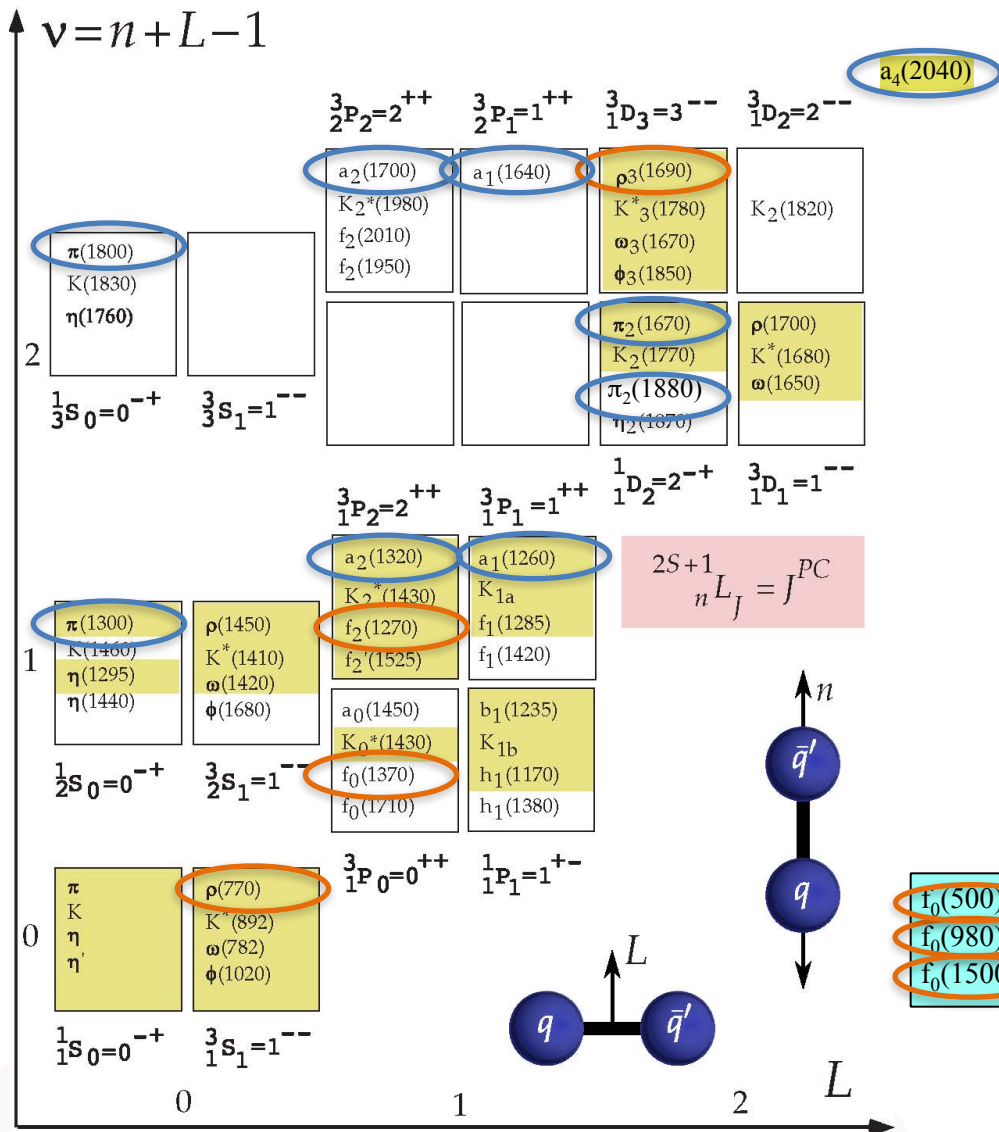 ν=n+L−1
a₄(2040)
³₂P₂=2⁺⁺
³₂P₁=1⁺⁺
³₁D₃=3⁻⁻
³₁D₂=2⁻⁻
a₂(1700)
K₂*(1980)
f₂(2010)
f₂(1950)
a₁(1640)
ρ₃(1690)
K*₃(1780)
ω₃(1670)
ϕ₃(1850)
K₂(1820)
π(1800)
K(1830)
η(1760)
π₂(1670)
K₂(1770)
π₂(1880)
η₂(1870)
ρ(1700)
K*(1680)
ω(1650)
2
¹₃S₀=0⁻⁺
³₃S₁=1⁻⁻
¹₁D₂=2⁻⁺
³₁D₁=1⁻⁻
³₁P₂=2⁺⁺
³₁P₁=1⁺⁺
a₂(1320)
K₂*(1430)
f₂(1270)
f₂'(1525)
a₁(1260)
K₁ₐ
f₁(1285)
f₁(1420)
²ˢ⁺¹ₙL_J = Jᴾᶜ
π(1300)
K(1460)
η(1295)
η(1440)
ρ(1450)
K*(1410)
ω(1420)
ϕ(1680)
1
a₀(1450)
K₀*(1430)
f₀(1370)
f₀(1710)
b₁(1235)
K₁b
h₁(1170)
h₁(1380)
n
q̄′
q
¹₂S₀=0⁻⁺
³₂S₁=1⁻⁻
³₁P₀=0⁺⁺
¹₁P₁=1⁺⁻
π
K
η
η'
ρ(770)
K*(892)
ω(782)
ϕ(1020)
0
f₀(500)
f₀(980)
f₀(1500
L
q
q̄′
¹₁S₀=0⁻⁺
³₁S₁=1⁻⁻
0
1
2
L